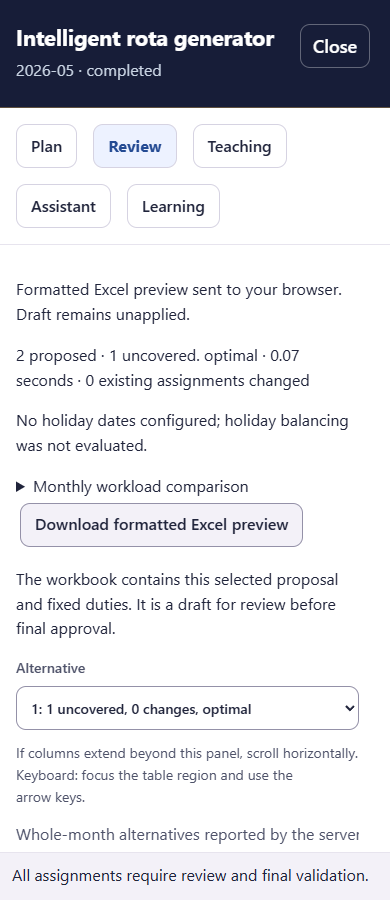 Intelligent rota generator
Close
2026-05 · completed
Plan
Review
Teaching
Assistant
Learning
Formatted Excel preview sent to your browser.
Draft remains unapplied.
2 proposed · 1 uncovered. optimal · 0.07
seconds · 0 existing assignments changed
No holiday dates configured; holiday balancing
was not evaluated.
Monthly workload comparison
Download formatted Excel preview
The workbook contains this selected proposal
and fixed duties. It is a draft for review before
final approval.
Alternative
1: 1 uncovered, 0 changes, optimal
If columns extend beyond this panel, scroll horizontally.
Keyboard: focus the table region and use the
arrow keys.
Whole-month alternatives reported by the server
All assignments require review and final validation.